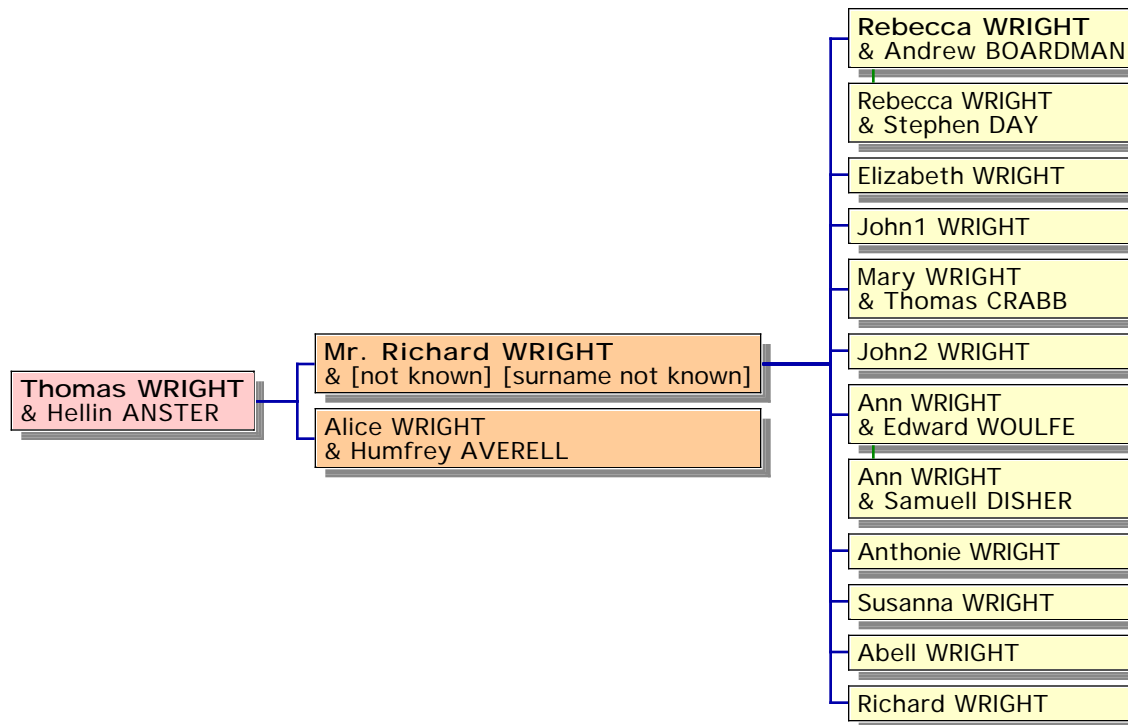 Thomas WRIGHT
& Hellin ANSTER
Mr. Richard WRIGHT
& [not known] [surname not known]
Alice WRIGHT
& Humfrey AVERELL
Rebecca WRIGHT
& Andrew BOARDMAN
Rebecca WRIGHT
& Stephen DAY
Elizabeth WRIGHT
John1 WRIGHT
Mary WRIGHT
& Thomas CRABB
John2 WRIGHT
Ann WRIGHT
& Edward WOULFE
Ann WRIGHT
& Samuell DISHER
Anthonie WRIGHT
Susanna WRIGHT
Abell WRIGHT
Richard WRIGHT